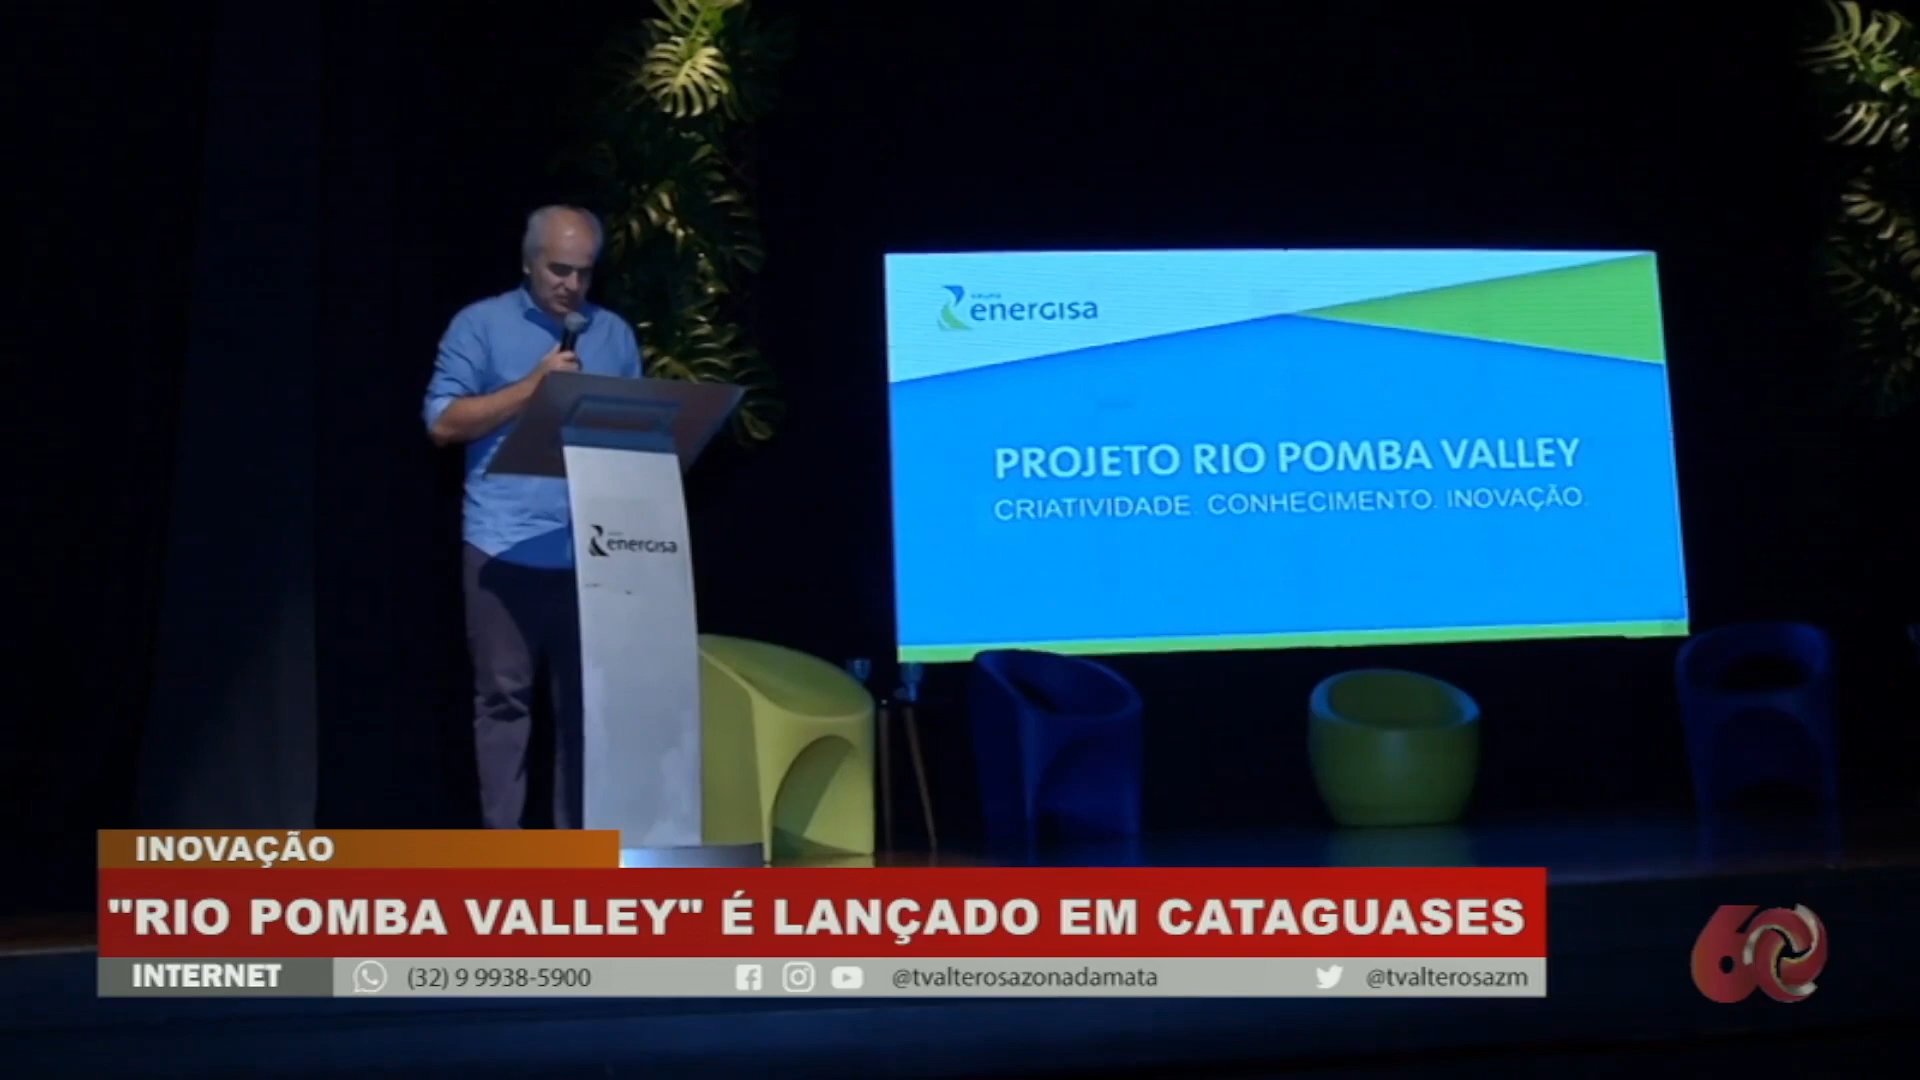 energisa
PROJETO RIO POMBA VALLEY
CRIATIVIDADE. CONHECIMENTO. INOVAÇÃO.
energisa
INOVAÇÃO
"RIO POMBA VALLEY" É LANÇADO EM CATAGUASES
INTERNET (32) 9 9938-5900 @tvalterosazonadamata @tvalterosazm
60